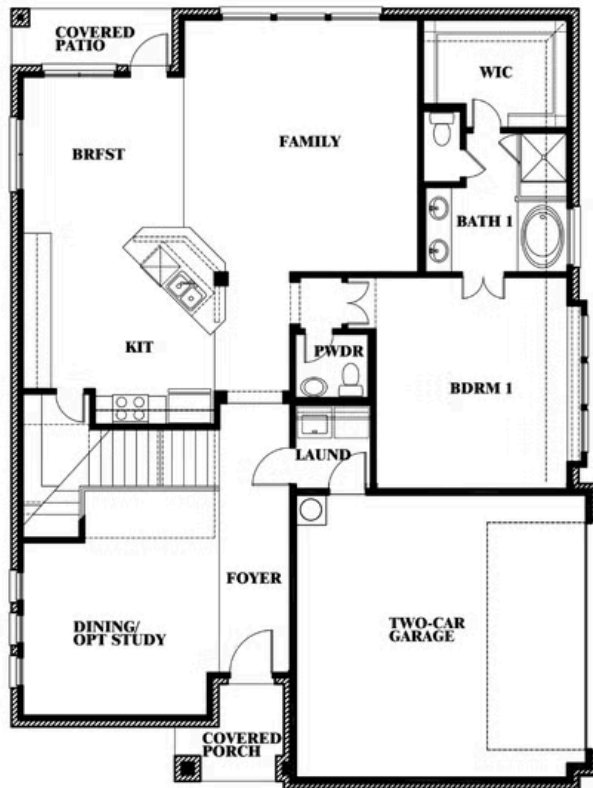 COVERED
PATIO
WIC
FAMILY
BRFST
BATH 1
KIT
PWDR
BDRM 1
LAUND
FOYER
DINING/
OPT STUDY
TWO-CAR
GARAGE
COVERED
PORCH